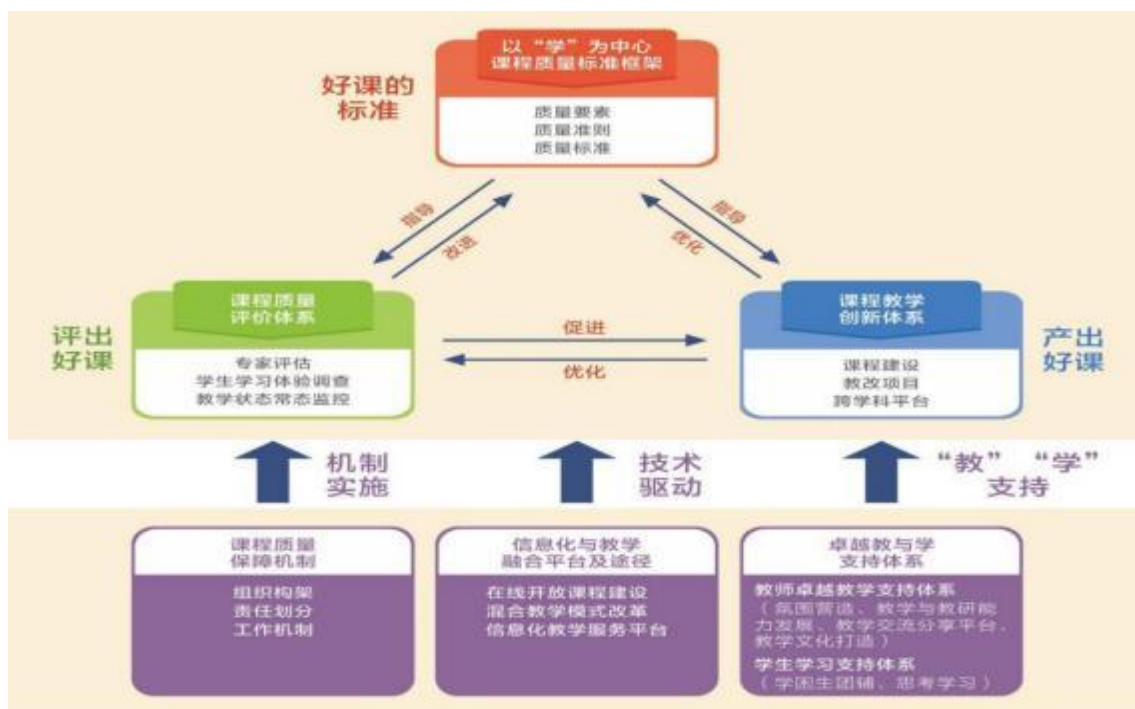 以“学”为中心
课程质量标准框架
好课的
标准
质量要素
质量准则
质量标准
指导
改进
指导
优化
课程质量
评价体系
评出
好课
专家评估
学生学习体验调查
教学状态常态监控
促进
优化
课程教学
创新体系
产出
好课
课程建设
教改项目
跨学科平台
机制
实施
技术
驱动
“教”“学”
支持
课程质量
保障机制
组织构架
责任划分
工作机制
信息化与教学
融合平台及途径
在线开放课程建设
混合教学模式改革
信息化教学服务平台
卓越教与学
支持体系
教师卓越教学支持体系
（氛围营造、教学与教研能
力发展、教学交流分享平台、
教学文化打造）
学生学习支持体系
（学困生团辅、思考学习）